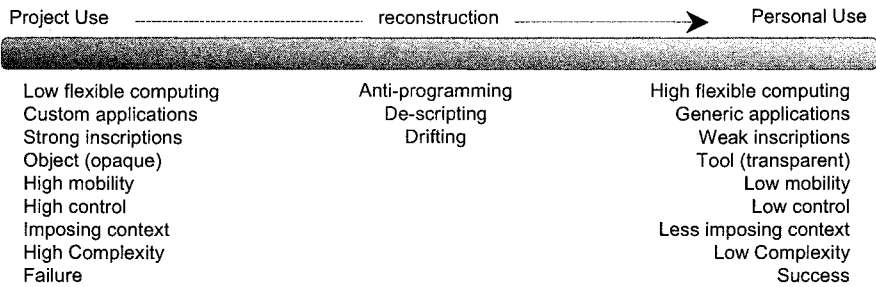 Project Use reconstruction Personal Use
Low flexible computing Anti-programming High flexible computing
Custom applications De-scripting Generic applications
Strong inscriptions Drifting Weak inscriptions
Object (opaque) Tool (transparent)
High mobility Low mobility
High control Low control
Imposing context Less imposing context
High Complexity Low Complexity
Failure Success